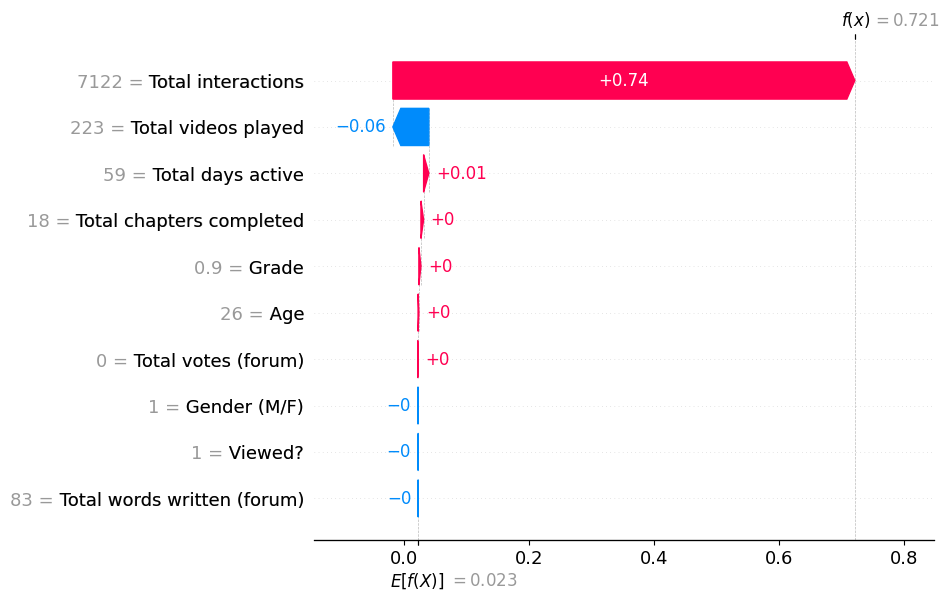 f(x) = 0.721
7122 = Total interactions
+0.74
223 = Total videos played
−0.06
59 = Total days active
+0.01
18 = Total chapters completed
+0
0.9 = Grade
+0
26 = Age
+0
0 = Total votes (forum)
+0
1 = Gender (M/F)
−0
1 = Viewed?
−0
83 = Total words written (forum)
−0
0.0 0.2 0.4 0.6 0.8
E[f(X)] = 0.023